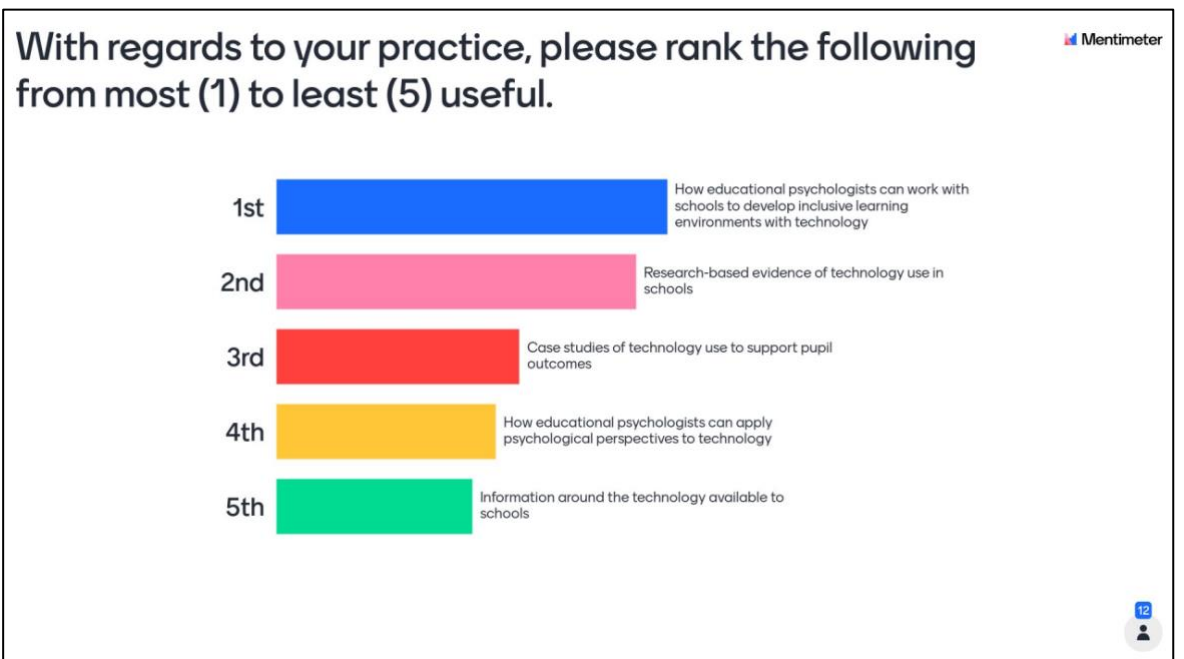 With regards to your practice, please rank the following
from most (1) to least (5) useful.
Mentimeter
1st
How educational psychologists can work with
schools to develop inclusive learning
environments with technology
2nd
Research-based evidence of technology use in
schools
3rd
Case studies of technology use to support pupil
outcomes
4th
How educational psychologists can apply
psychological perspectives to technology
5th
Information around the technology available to
schools
12